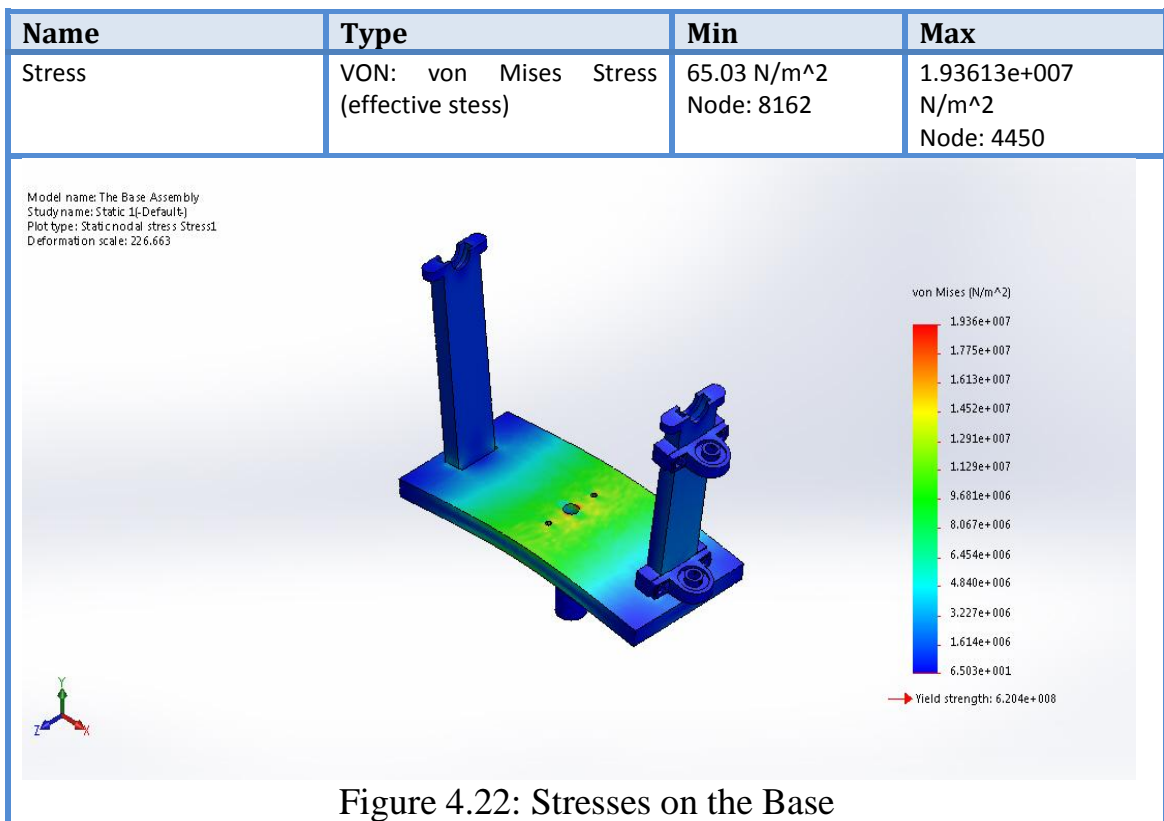 Name Type Min Max
Stress VON: von Mises Stress 65.03 N/m^2 1.93613e+007
(effective stess) Node: 8162 N/m^2
Node: 4450
Model name: The Base Assembly
Study name: Static 1(-Default-)
Plot type: Static nodal stress Stress1
Deformation scale: 226.663
von Mises (N/m^2)
1.936e+007
1.775e+007
1.613e+007
1.452e+007
1.291e+007
1.129e+007
9.681e+006
8.067e+006
6.454e+006
4.840e+006
3.227e+006
1.614e+006
6.503e+001
Yield strength: 6.204e+008
Y
Z X
Figure 4.22: Stresses on the Base